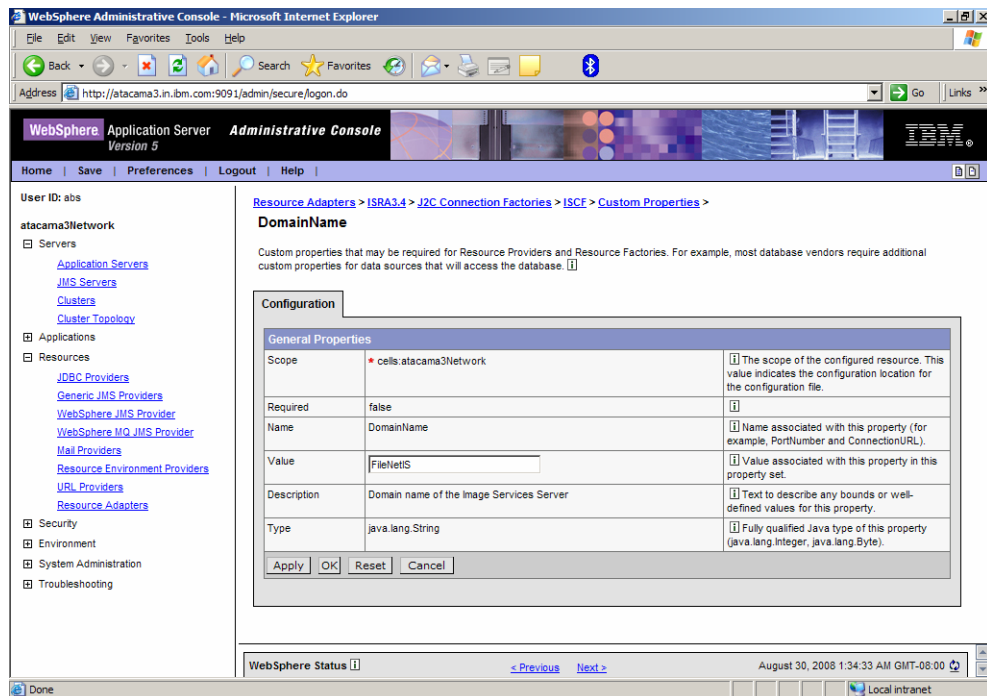 WebSphere Administrative Console - Microsoft Internet Explorer
File Edit View Favorites Tools Help
Back Search Favorites
Address http://atacama3.in.ibm.com:9091/admin/secure/logon.do Go Links »
WebSphere Application Server Administrative Console
Version 5
IBM
Home | Save | Preferences | Logout | Help |
User ID: abs
atacama3Network
Servers
Application Servers
JMS Servers
Clusters
Cluster Topology
Applications
Resources
JDBC Providers
Generic JMS Providers
WebSphere JMS Provider
WebSphere MQ JMS Provider
Mail Providers
Resource Environment Providers
URL Providers
Resource Adapters
Security
Environment
System Administration
Troubleshooting
Resource Adapters > ISRA3.4 > J2C Connection Factories > ISCF > Custom Properties >
DomainName
Custom properties that may be required for Resource Providers and Resource Factories. For example, most database vendors require additional
custom properties for data sources that will access the database. i
Configuration
General Properties
Scope * cells:atacama3Network i The scope of the configured resource. This
value indicates the configuration location for
the configuration file.
Required false i
Name DomainName i Name associated with this property (for
example, PortNumber and ConnectionURL).
Value FileNetIS i Value associated with this property in this
property set.
Description Domain name of the Image Services Server i Text to describe any bounds or well-
defined values for this property.
Type java.lang.String i Fully qualified Java type of this property
(java.lang.Integer, java.lang.Byte).
Apply OK Reset Cancel
WebSphere Status i < Previous Next > August 30, 2008 1:34:33 AM GMT-08:00
Done Local intranet